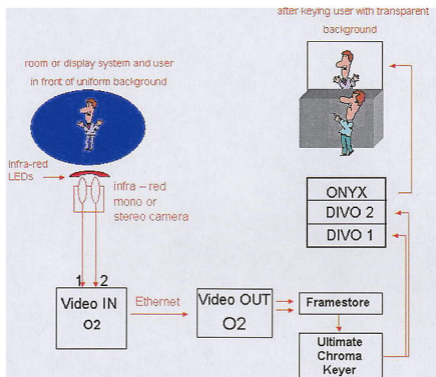 after keying user with transparent
background
room or display system and user
in front of uniform background
infra-red
LEDs
infra – red
mono or
stereo camera
1 2
Video IN
O2
Ethernet
Video OUT
O2
Framestore
Ultimate
Chroma
Keyer
ONYX
DIVO 2
DIVO 1